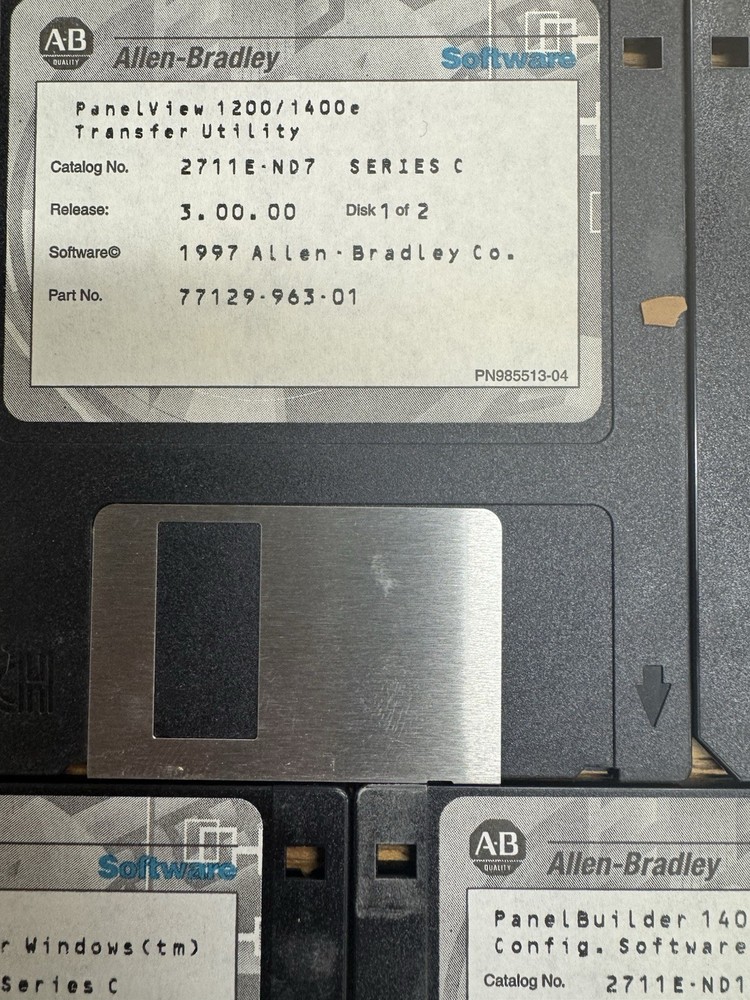 A·B
QUALITY
Allen-Bradley
Software
PanelView 1200/1400e
Transfer Utility
Catalog No. 2711E-ND7 SERIES C
Release: 3.00.00 Disk 1 of 2
Software© 1997 Allen-Bradley Co.
Part No. 77129-963-01
PN985513-04
Software
r Windows(tm)
Series C
A·B
QUALITY
Allen-Bradley
PanelBuilder 140
Config. Software
Catalog No. 2711E-ND1